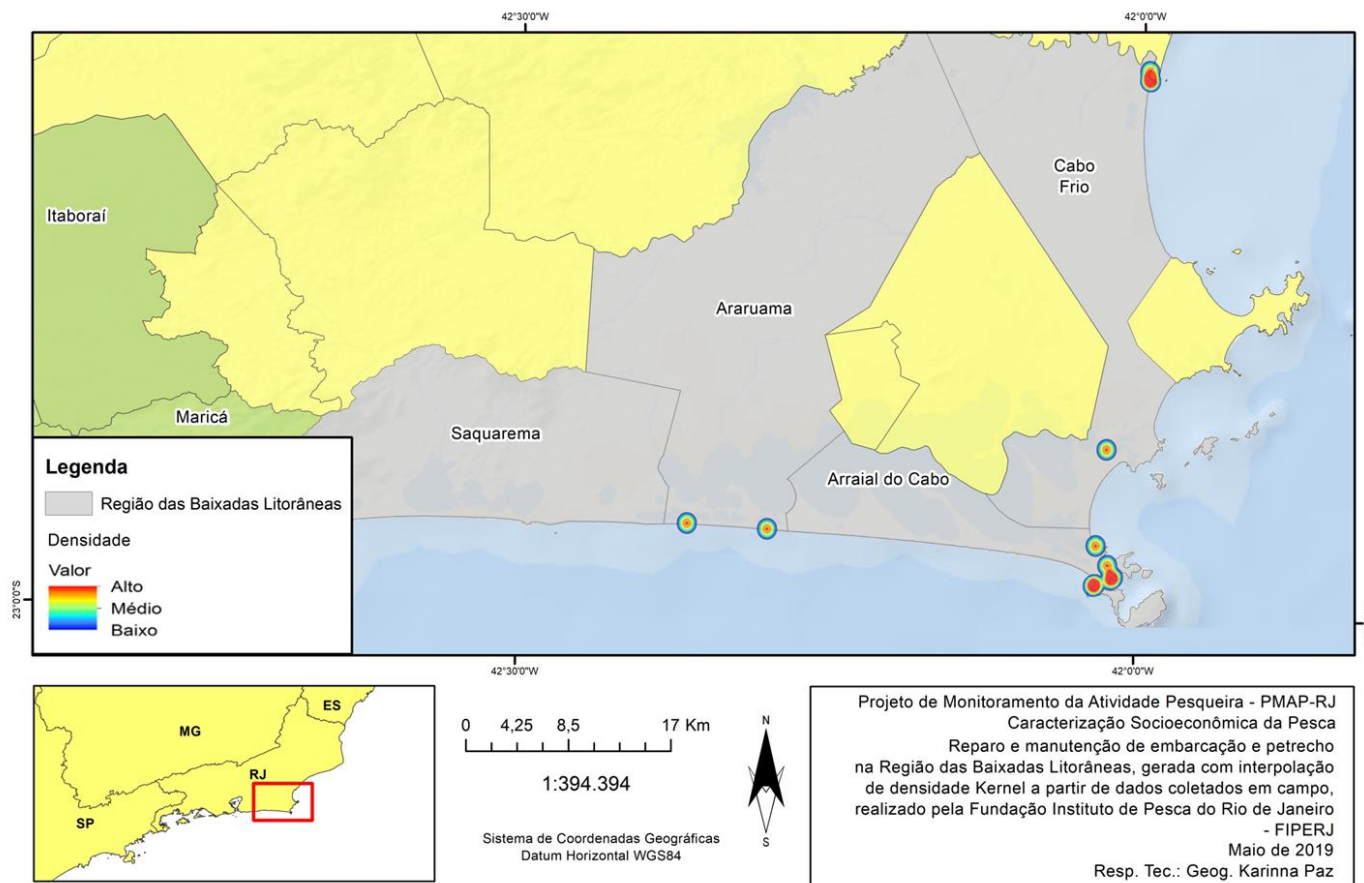 42°30'0"W
42°0'0"W
Itaboraí
Cabo
Frio
Araruama
Maricá
Saquarema
Arraial do Cabo
Legenda
Região das Baixadas Litorâneas
Densidade
Valor
Alto
Médio
Baixo
23°0'0"S
42°30'0"W
42°0'0"W
ES
MG
RJ
SP
0 4,25 8,5 17 Km
1:394.394
Sistema de Coordenadas Geográficas
Datum Horizontal WGS84
N
S
Projeto de Monitoramento da Atividade Pesqueira - PMAP-RJ
Caracterização Socioeconômica da Pesca
Reparo e manutenção de embarcação e petrecho
na Região das Baixadas Litorâneas, gerada com interpolação
de densidade Kernel a partir de dados coletados em campo,
realizado pela Fundação Instituto de Pesca do Rio de Janeiro
- FIPERJ
Maio de 2019
Resp. Tec.: Geog. Karinna Paz